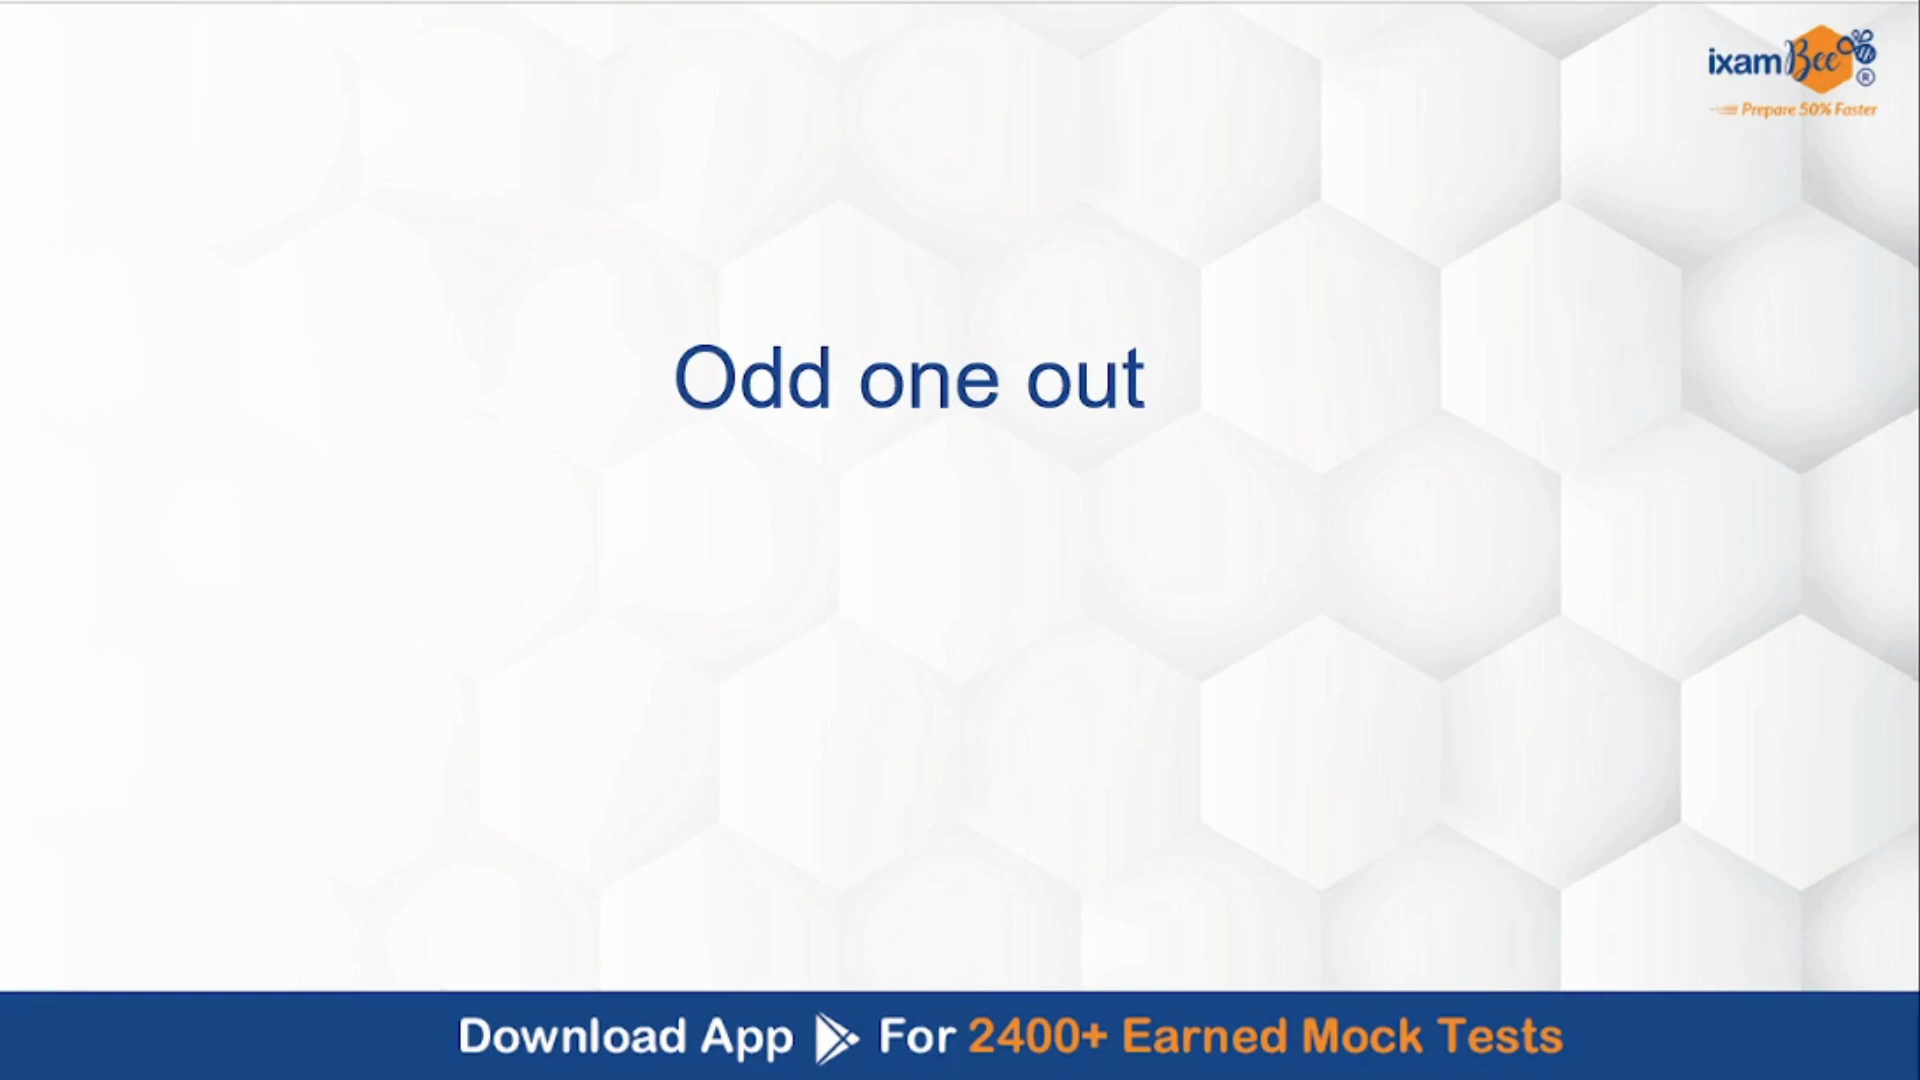 ixamBee
®
Prepare 50% Faster
Odd one out
Download App For 2400+ Earned Mock Tests